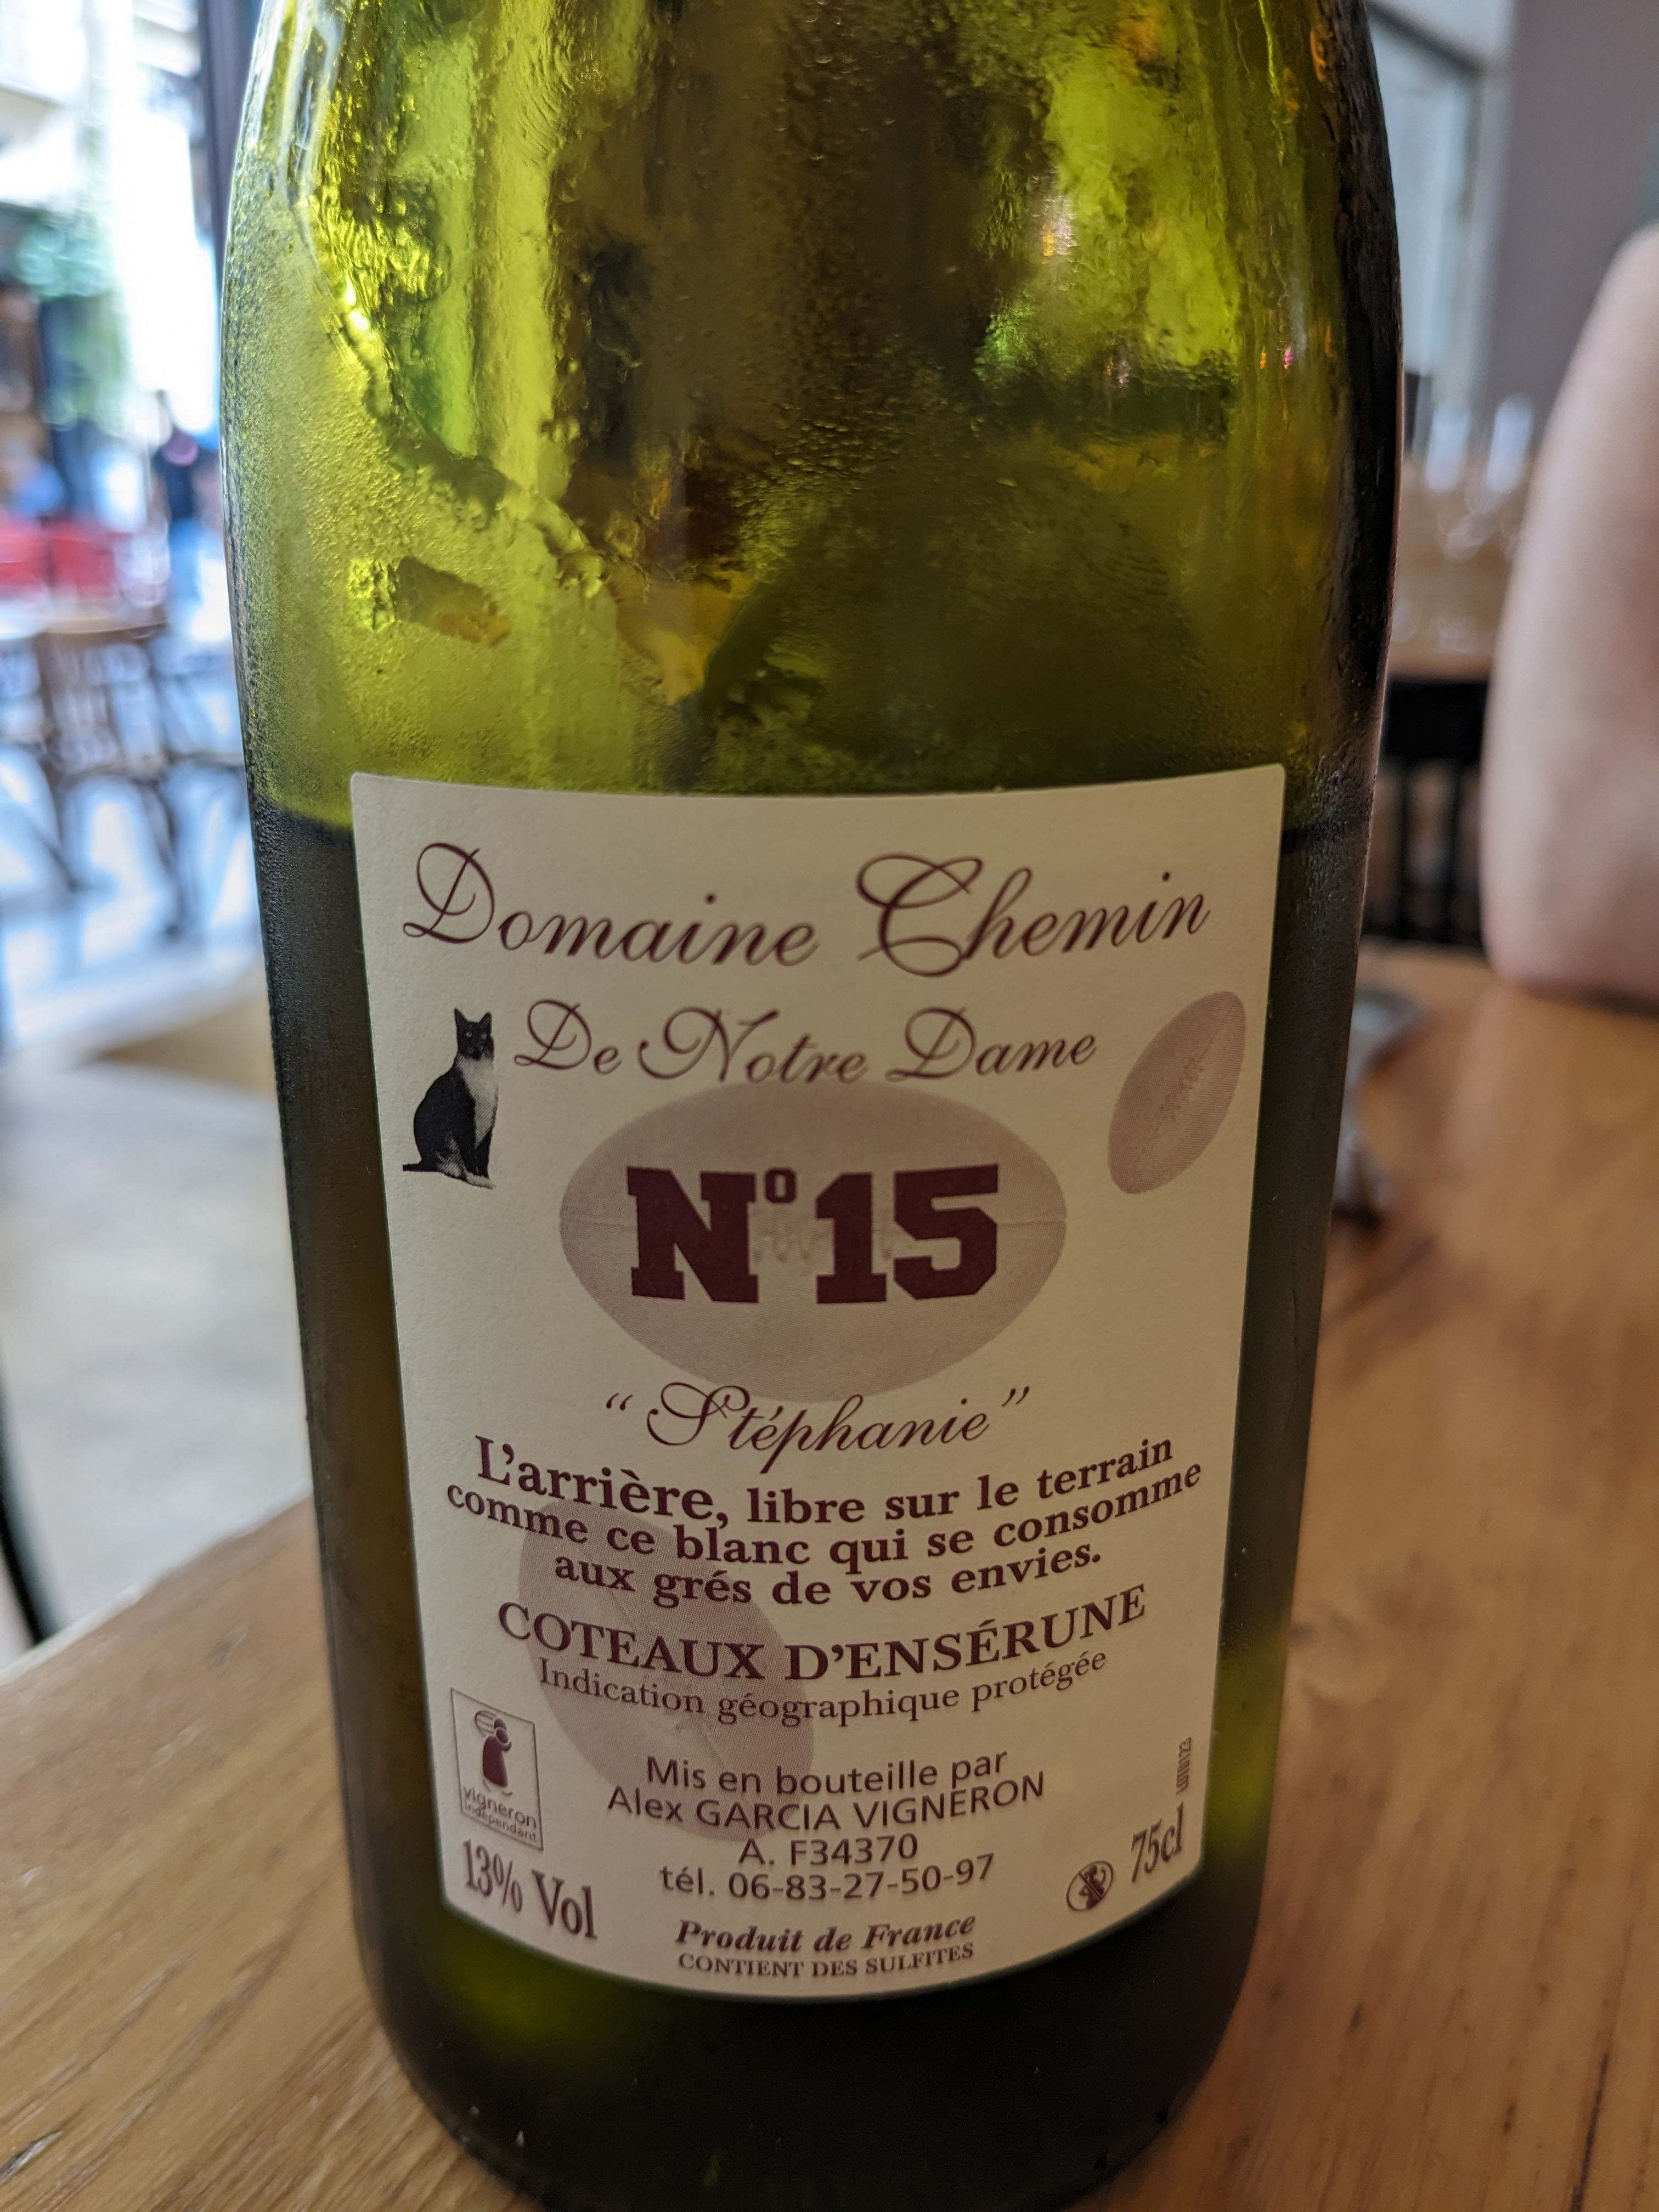 Domaine Chemin
De Notre Dame
N°15
“Stéphanie”
L’arrière, libre sur le terrain
comme ce blanc qui se consomme
aux grés de vos envies.
COTEAUX D’ENSÉRUNE
Indication géographique protégée
vigneron
indépendant
Mis en bouteille par
Alex GARCIA VIGNERON
A. F34370
tél. 06-83-27-50-97
13% Vol
75cl
Produit de France
CONTIENT DES SULFITES